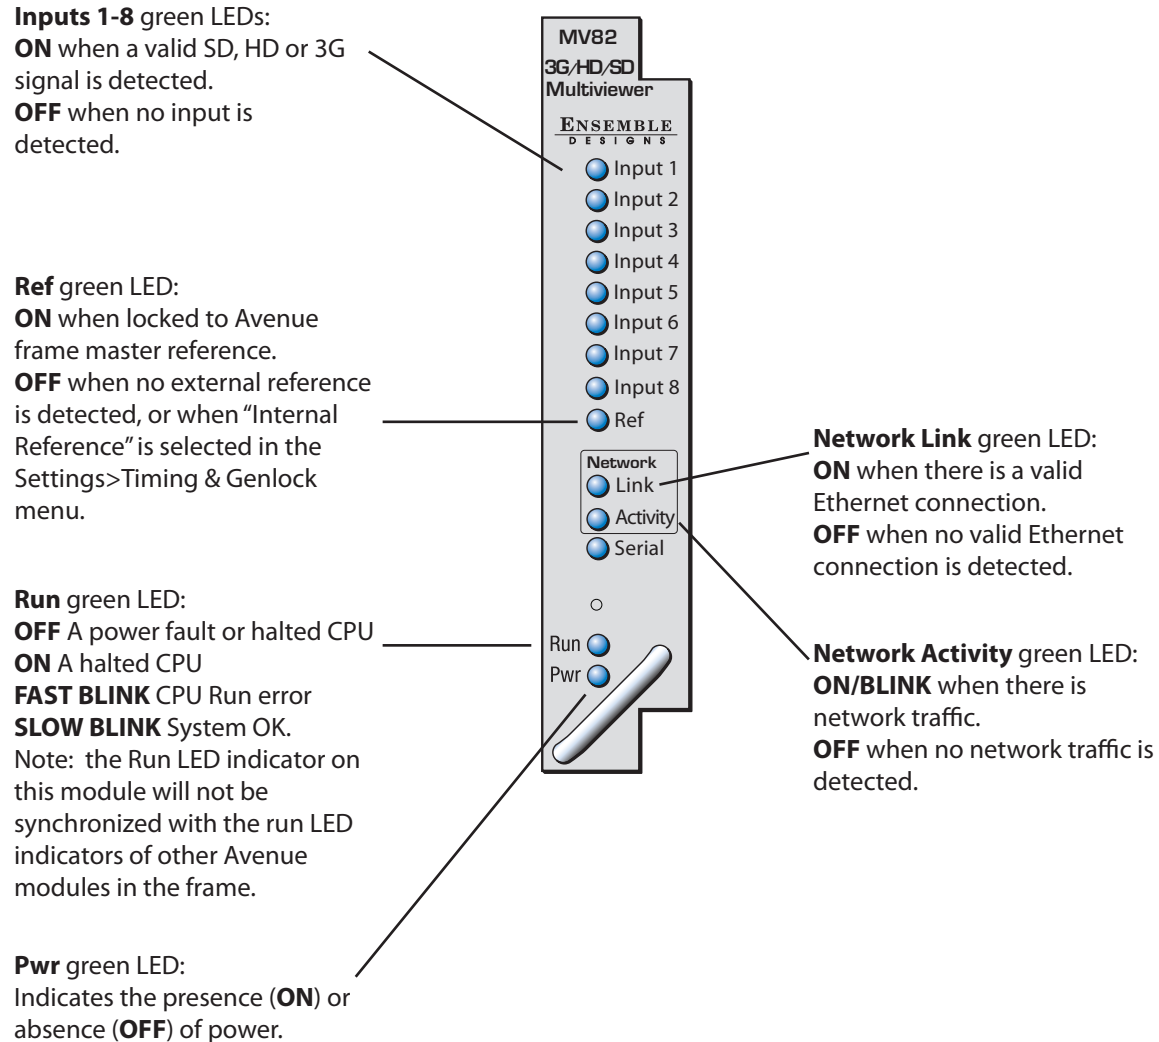 Inputs 1-8 green LEDs:
ON when a valid SD, HD or 3G
signal is detected.
OFF when no input is
detected.
Ref green LED:
ON when locked to Avenue
frame master reference.
OFF when no external reference
is detected, or when “Internal
Reference” is selected in the
Settings>Timing & Genlock
menu.
Run green LED:
OFF A power fault or halted CPU
ON A halted CPU
FAST BLINK CPU Run error
SLOW BLINK System OK.
Note: the Run LED indicator on
this module will not be
synchronized with the run LED
indicators of other Avenue
modules in the frame.
Pwr green LED:
Indicates the presence (ON) or
absence (OFF) of power.
MV82
3G/HD/SD
Multiviewer
ENSEMBLE
DESIGNS
Input 1
Input 2
Input 3
Input 4
Input 5
Input 6
Input 7
Input 8
Ref
Network
Link
Activity
Serial
Run
Pwr
Network Link green LED:
ON when there is a valid
Ethernet connection.
OFF when no valid Ethernet
connection is detected.
Network Activity green LED:
ON/BLINK when there is
network traffic.
OFF when no network traffic is
detected.